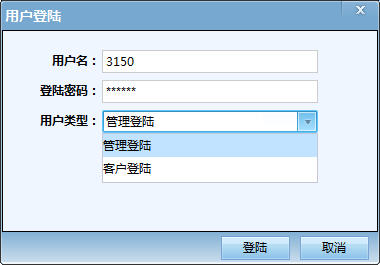 用户登陆
用户名：3150
登陆密码：******
用户类型：管理登陆
管理登陆
客户登陆
登陆 取消